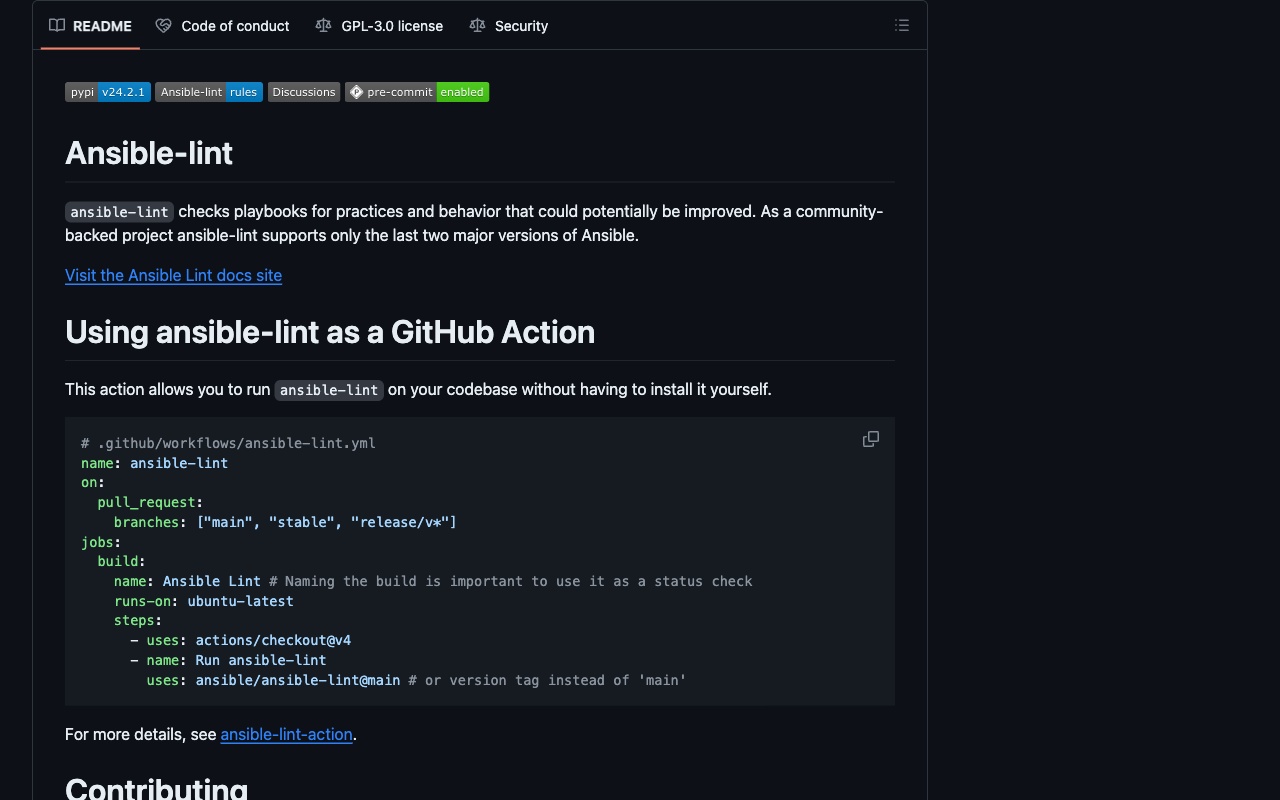 README Code of conduct GPL-3.0 license Security
pypi v24.2.1 Ansible-lint rules Discussions pre-commit enabled
Ansible-lint
ansible-lint checks playbooks for practices and behavior that could potentially be improved. As a community-
backed project ansible-lint supports only the last two major versions of Ansible.
Visit the Ansible Lint docs site
Using ansible-lint as a GitHub Action
This action allows you to run ansible-lint on your codebase without having to install it yourself.
# .github/workflows/ansible-lint.yml
name: ansible-lint
on:
  pull_request:
    branches: ["main", "stable", "release/v*"]
jobs:
  build:
    name: Ansible Lint # Naming the build is important to use it as a status check
    runs-on: ubuntu-latest
    steps:
      - uses: actions/checkout@v4
      - name: Run ansible-lint
        uses: ansible/ansible-lint@main # or version tag instead of 'main'
For more details, see ansible-lint-action.
Contributing